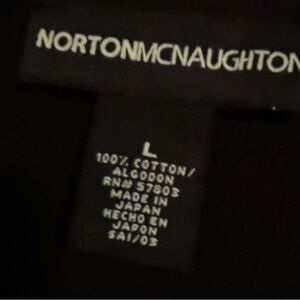 NORTONMCNAUGHTON
L
100% COTTON/
ALGODON
RN# 57803
MADE IN
JAPAN
HECHO EN
JAPON
SAI/03